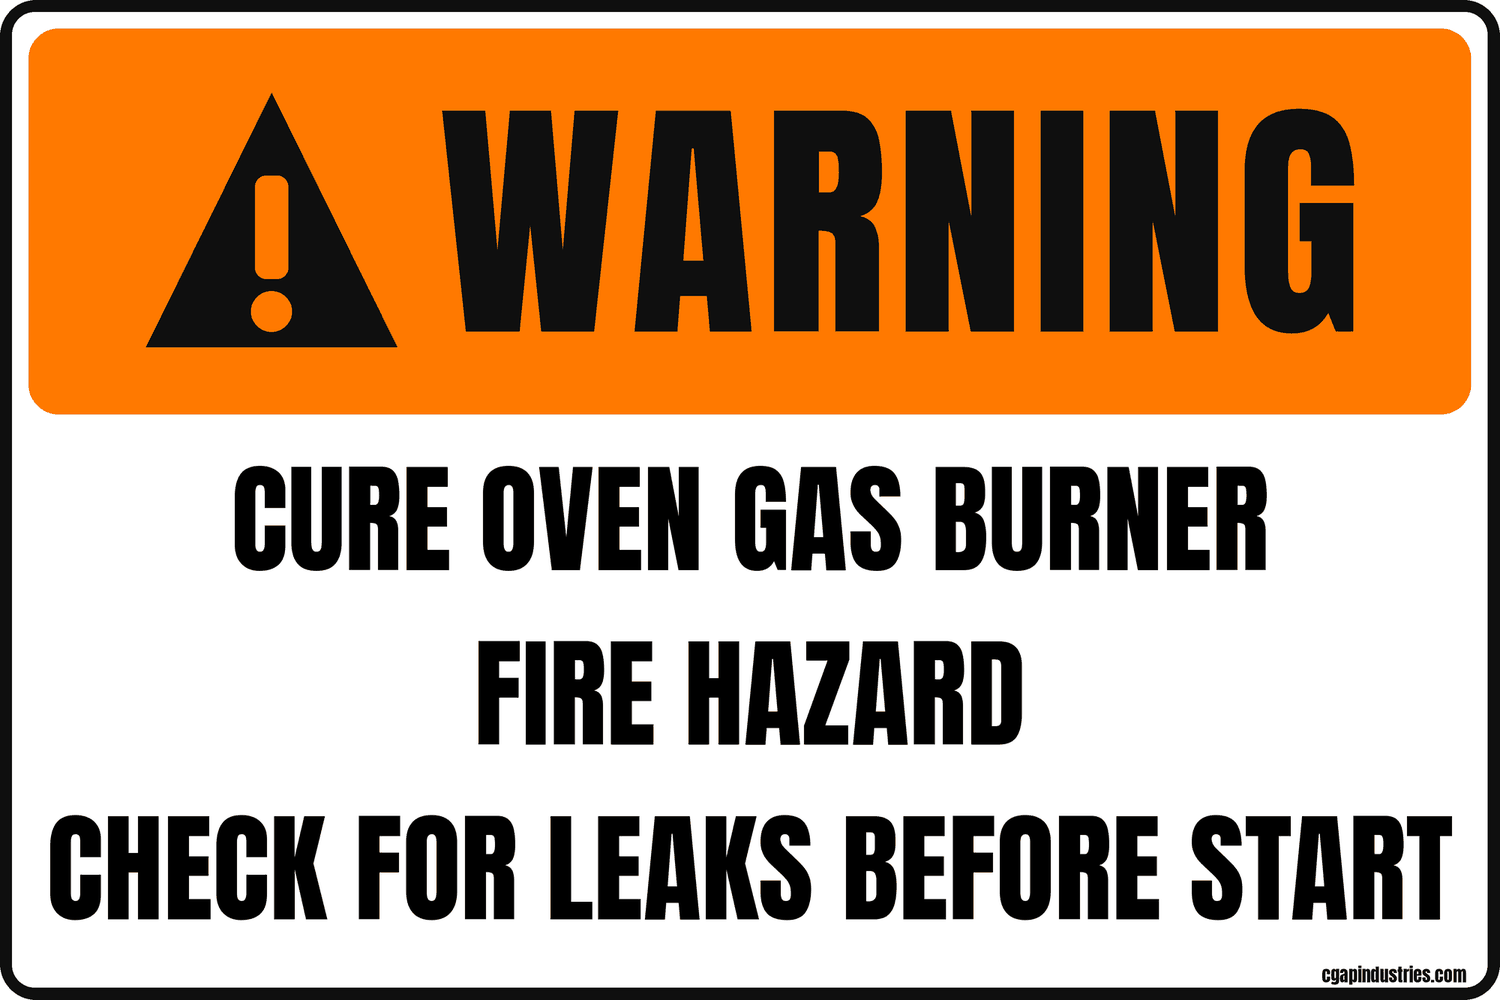 WARNING
CURE OVEN GAS BURNER
FIRE HAZARD
CHECK FOR LEAKS BEFORE START
cgapindustries.com